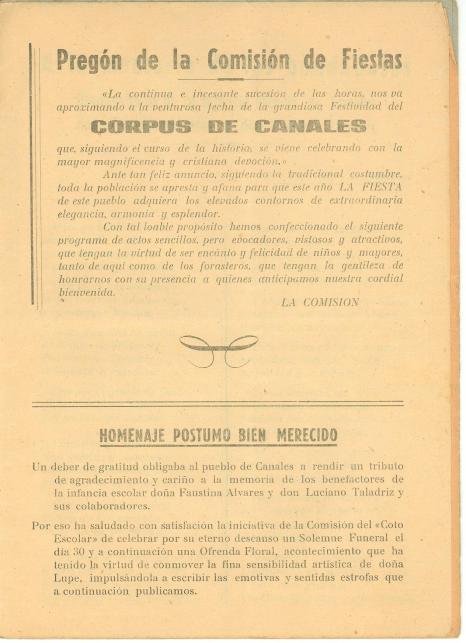 Pregón de la Comisión de Fiestas
«La continua e incesante sucesion de las horas, nos va
aproximando a la venturosa fecha de la grandiosa Festividad del
CORPUS DE CANALES
que, siguiendo el curso de la historia, se viene celebrando con la
mayor magnificencia y cristiana devoción.»
Ante tan feliz anuncio, siguiendo la tradicional costumbre,
toda la población se apresta y afana para que este año LA FIESTA
de este pueblo adquiera los elevados contornos de extraordinaria
elegancia, armonia y esplendor.
Con tal loable propósito hemos confeccionado el siguiente
programa de actos sencillos, pero evocadores, vistosos y atractivos,
que tengan la virtud de ser encanto y felicidad de niños y mayores,
tanto de aquí como de los forasteros, que tengan la gentileza de
honrarnos con su presencia a quienes anticipamos nuestra cordial
bienvenida.
LA COMISION
HOMENAJE POSTUMO BIEN MERECIDO
Un deber de gratitud obligaba al pueblo de Canales a rendir un tributo
de agradecimiento y cariño a la memoria de los benefactores de
la infancia escolar doña Faustina Alvares y don Luciano Taladriz y
sus colaboradores.
Por eso ha saludado con satisfacción la iniciativa de la Comisión del «Coto
Escolar» de celebrar por su eterno descanso un Solemne Funeral el
día 30 y a continuación una Ofrenda Floral, acontecimiento que ha
tenido la virtud de conmover la fina sensibilidad artística de doña
Lupe, impulsándola a escribir las emotivas y sentidas estrofas que
a continuación publicamos.